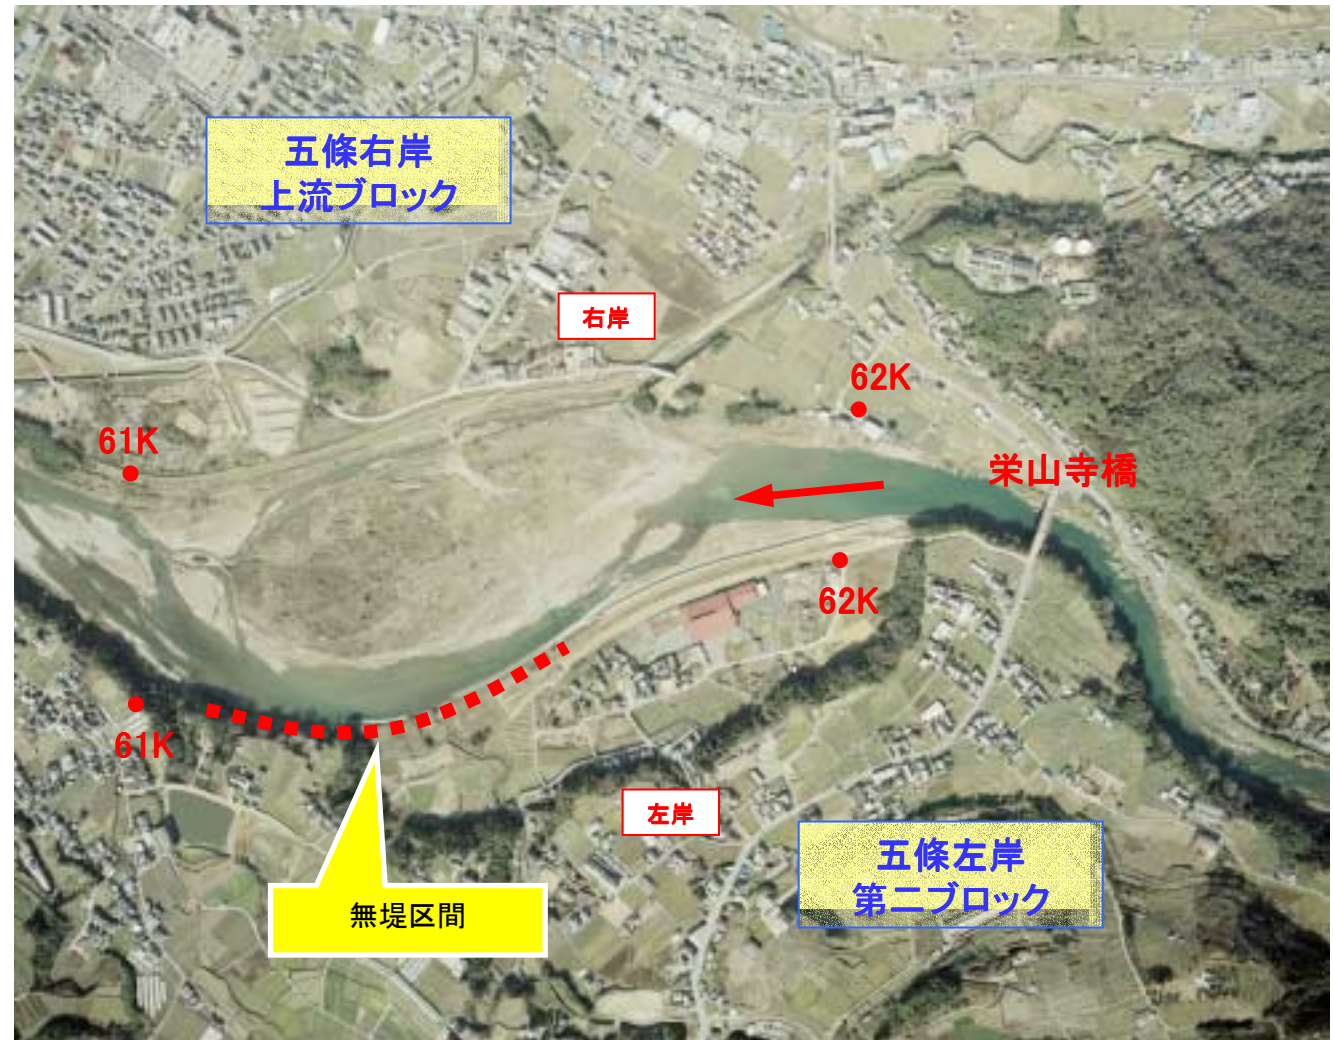 五條右岸
上流ブロック
右岸
62K
61K
栄山寺橋
62K
61K
左岸
五條左岸
第二ブロック
無堤区間